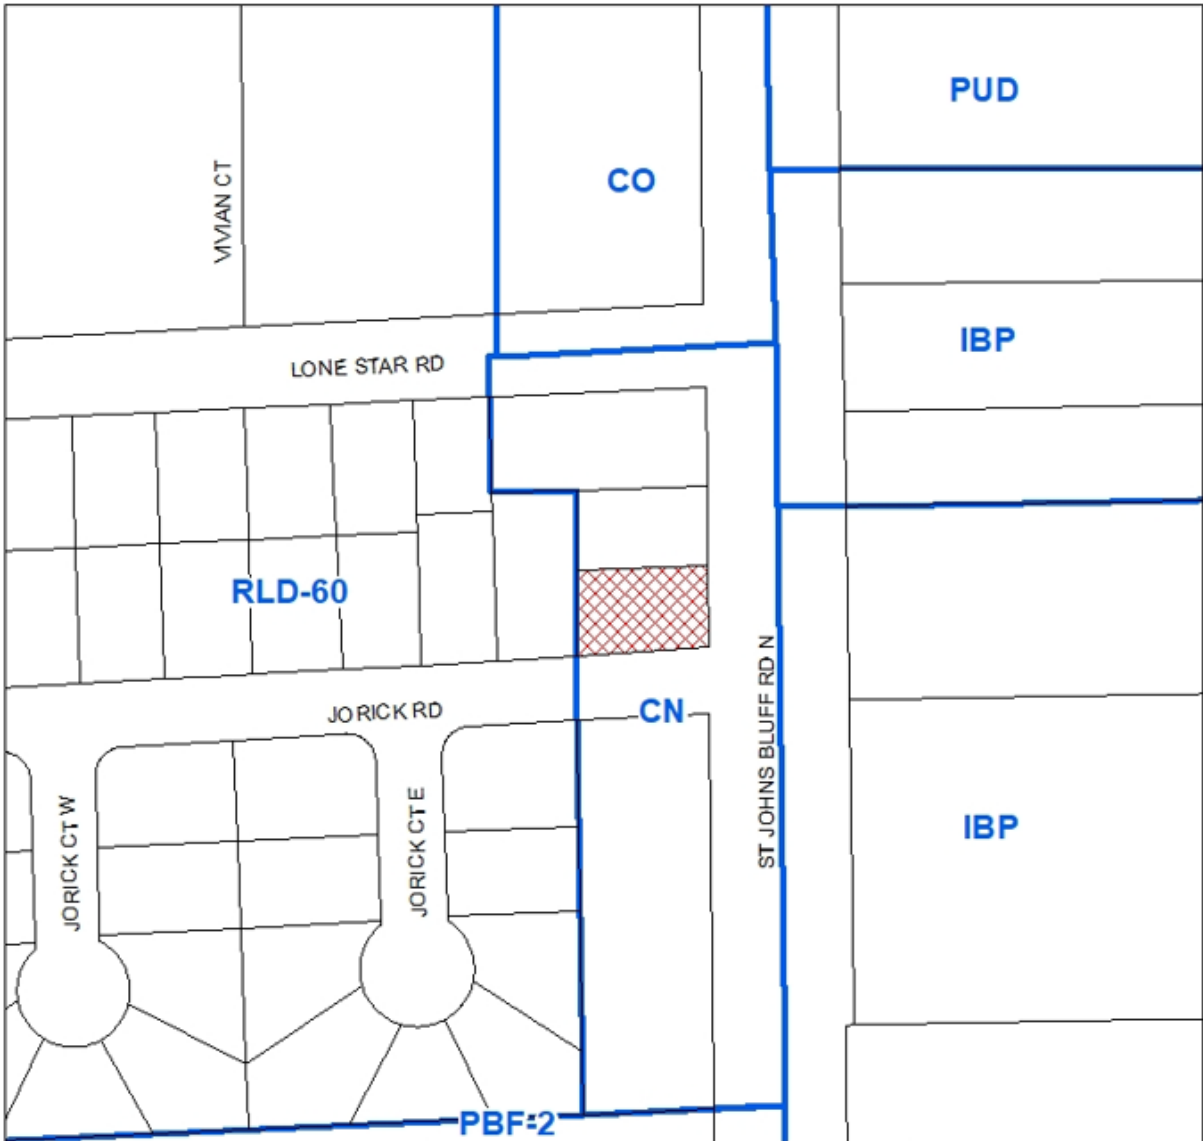 PUD
CO
VIVIAN CT
IBP
LONE STAR RD
RLD-60
CN
JORICK RD
ST JOHNS BLUFF RD N
IBP
JORICK CT W
JORICK CT E
PBF-2